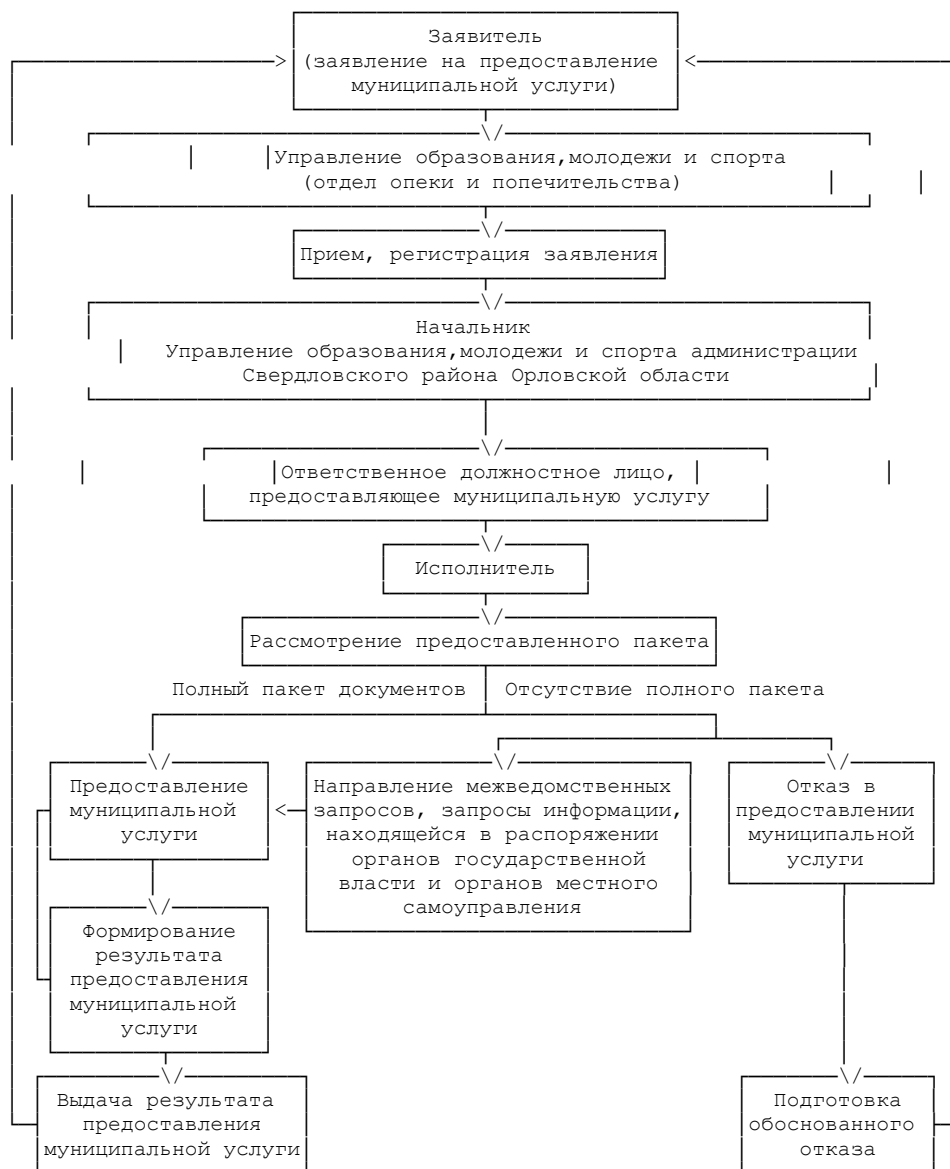 Заявитель
(заявление на предоставление
муниципальной услуги)
Управление образования,молодежи и спорта
(отдел опеки и попечительства)
Прием, регистрация заявления
Начальник
Управление образования,молодежи и спорта администрации
Свердловского района Орловской области
Ответственное должностное лицо,
предоставляющее муниципальную услугу
Исполнитель
Рассмотрение предоставленного пакета
Полный пакет документов
Отсутствие полного пакета
Предоставление
муниципальной
услуги
Направление межведомственных
запросов, запросы информации,
находящейся в распоряжении
органов государственной
власти и органов местного
самоуправления
Отказ в
предоставлении
муниципальной
услуги
Формирование
результата
предоставления
муниципальной
услуги
Выдача результата
предоставления
муниципальной услуги
Подготовка
обоснованного
отказа